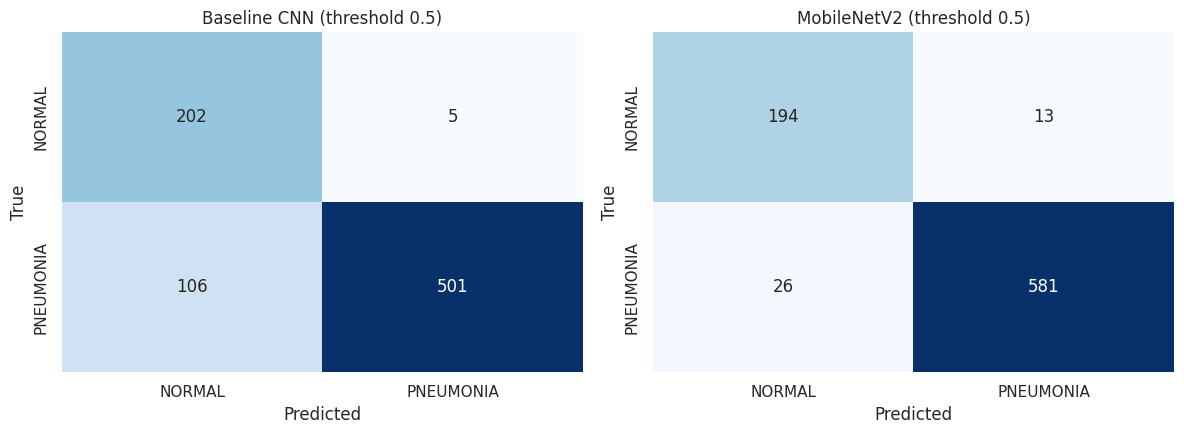 Baseline CNN (threshold 0.5)
NORMAL
202
5
True
PNEUMONIA
106
501
NORMAL
PNEUMONIA
Predicted
MobileNetV2 (threshold 0.5)
NORMAL
194
13
True
PNEUMONIA
26
581
NORMAL
PNEUMONIA
Predicted